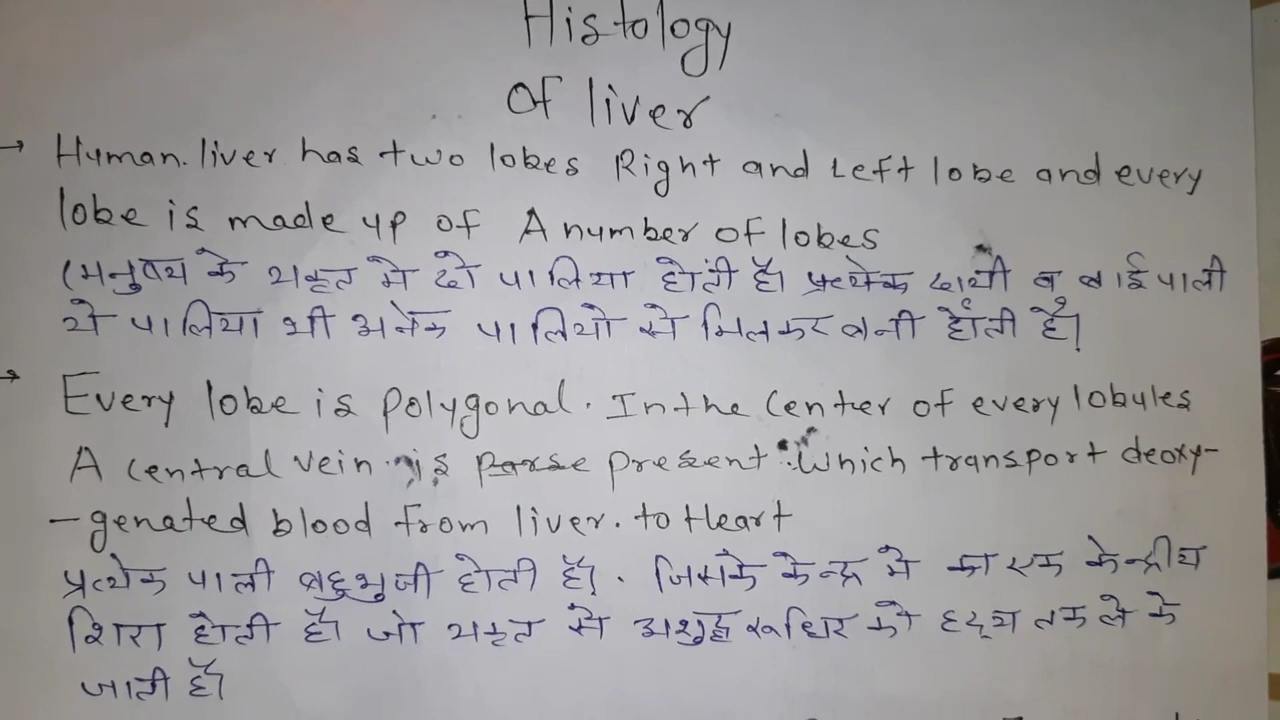 Histology
Of liver
→ Human. liver has two lobes Right and Left lobe and every
lobe is made up of A number of lobes
(मनुषय के यकृत मे दो पालिया होती है। प्रत्येक दायी व बाई पाली
ये पालिया भी अनेक पालियो से मिलकर बनी होती है।
→ Every lobe is polygonal. In the center of every lobules
A central vein is parse present. Which transport deoxy-
-genated blood from liver. to Heart
प्रत्येक पाली बहुभुजी होती है। जिसके केन्द्र मे का एक केन्द्रीय
शिरा होती है। जो यकृत से अशुद्ध रूधिर को हदृय तक लेके
जाती है।